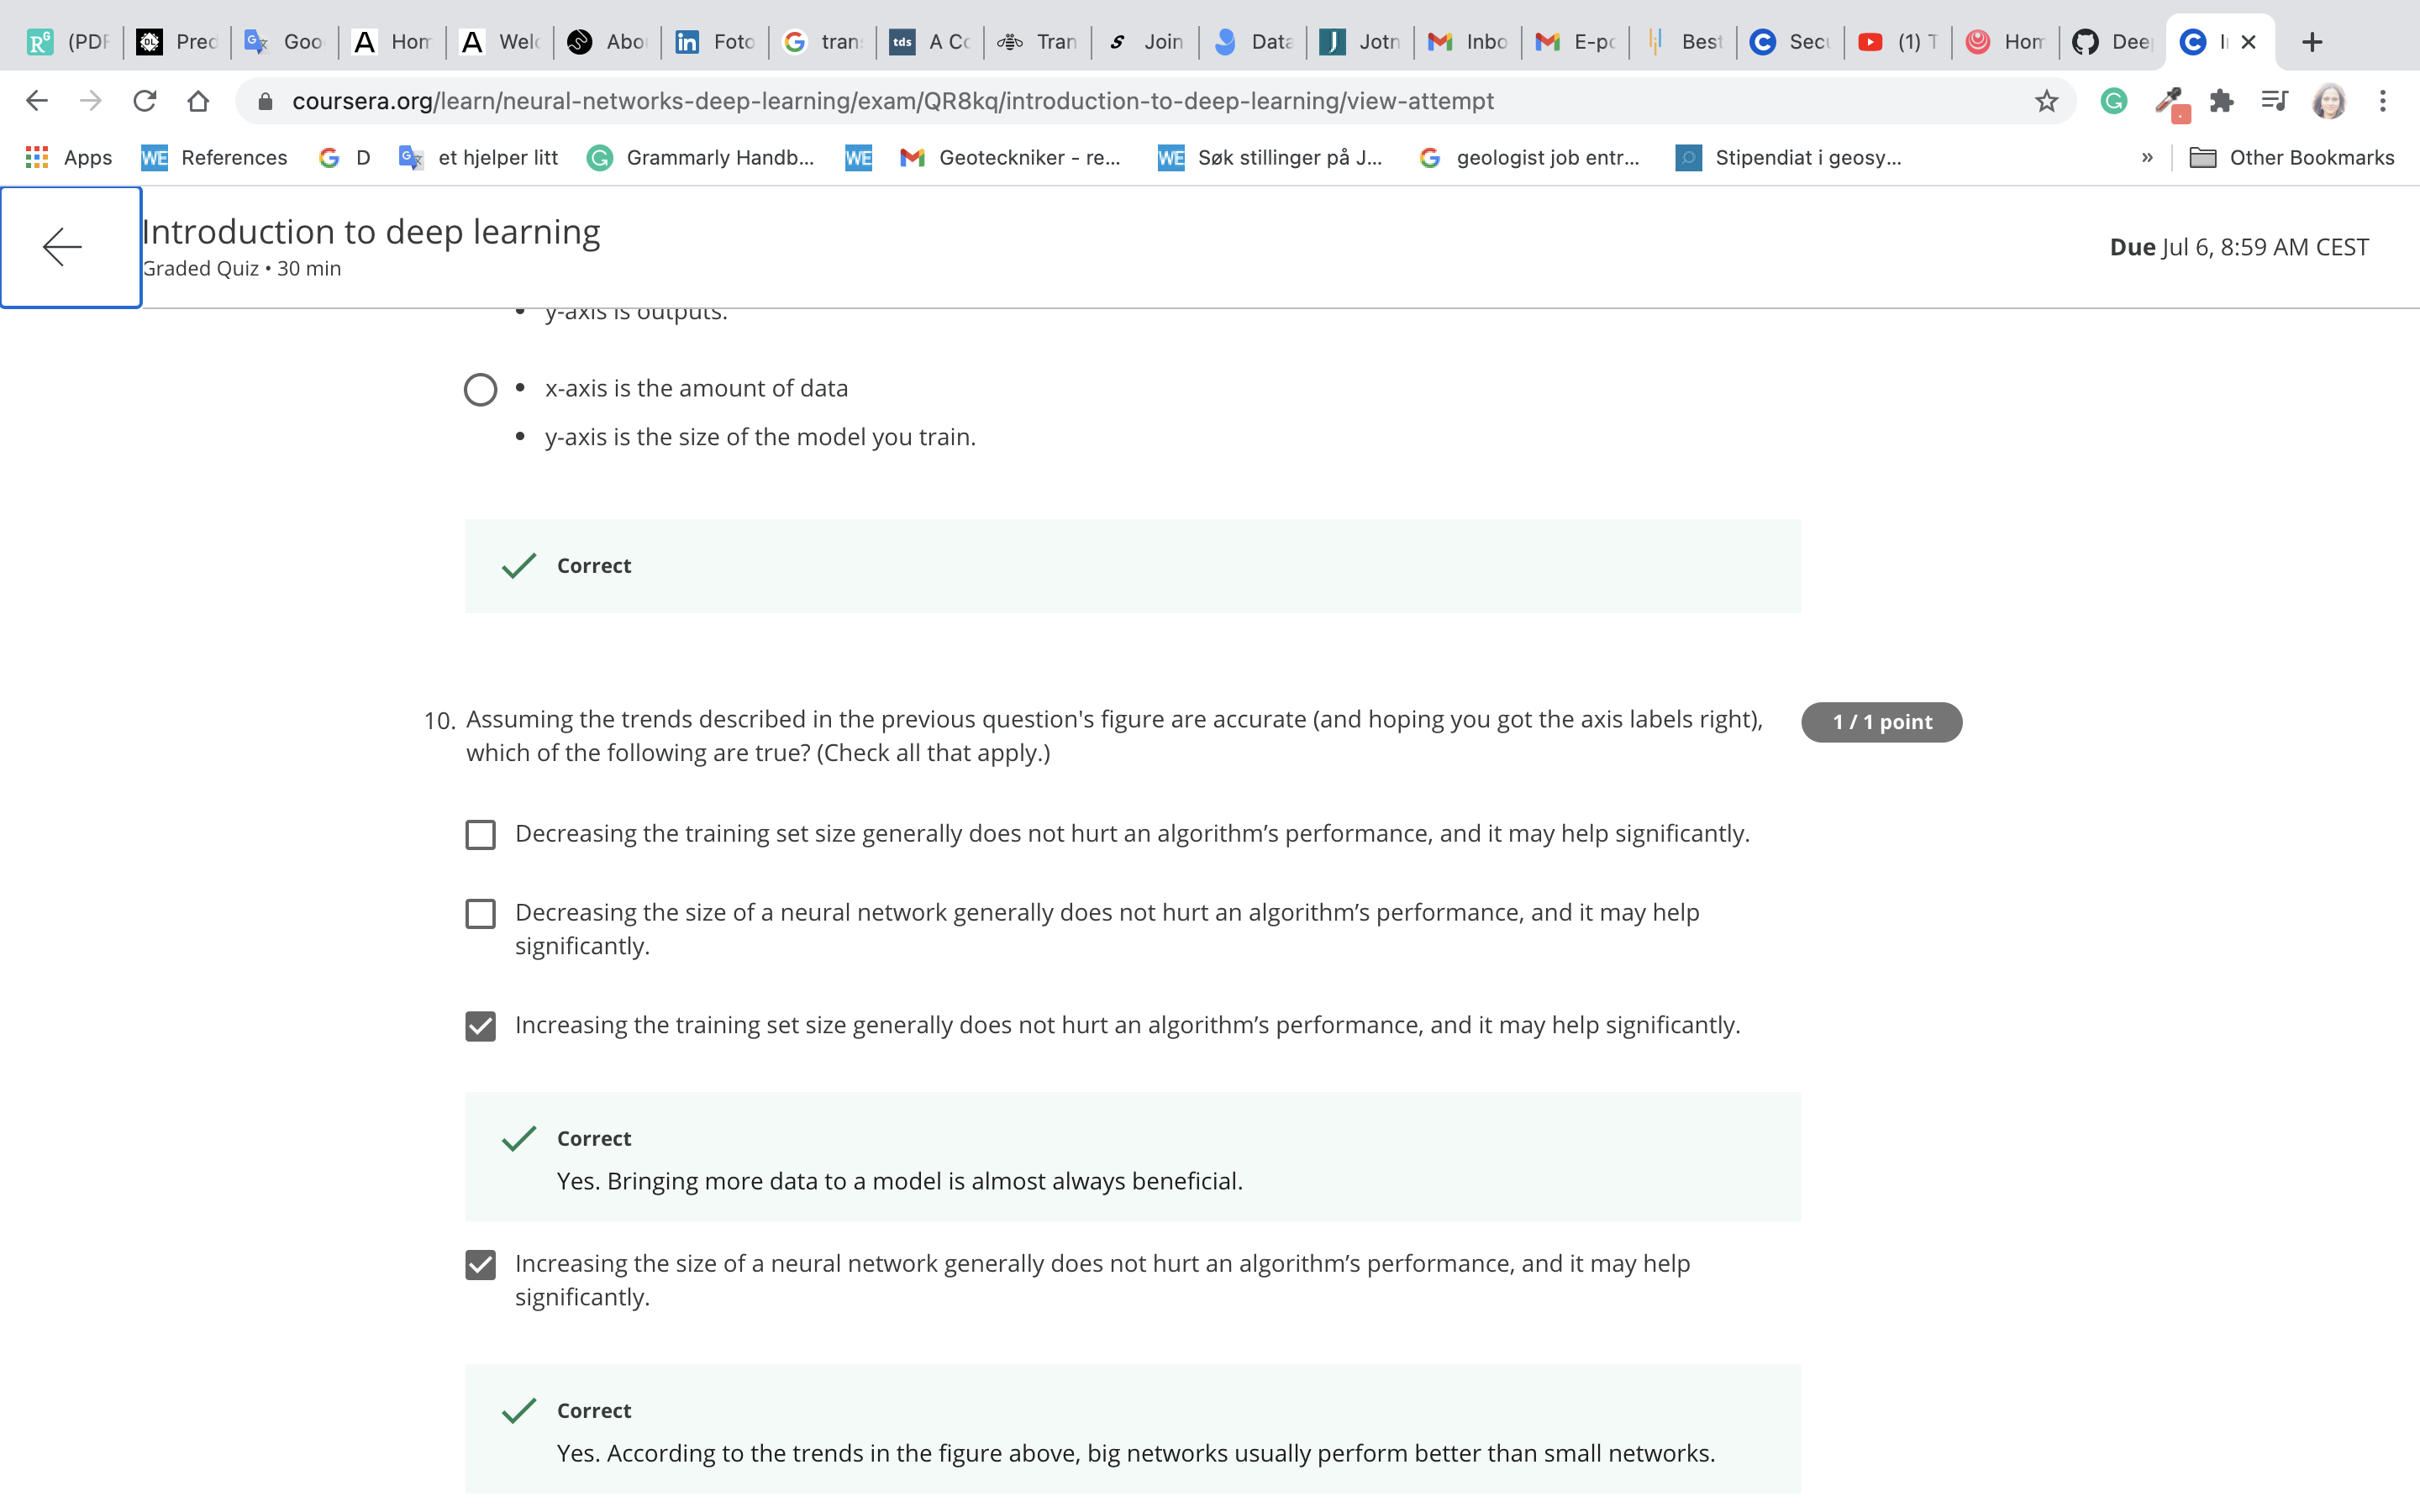 (PDF
Pred
Goo
Hom
Welc
Abo
Foto
tran
A Co
Tran
Join
Data
Jotn
Inbo
E-po
Best
Secu
(1) T
Hom
Deep
coursera.org/learn/neural-networks-deep-learning/exam/QR8kq/introduction-to-deep-learning/view-attempt
Apps
WE References
D
et hjelper litt
Grammarly Handb...
WE
Geoteckniker - re...
WE Søk stillinger på J...
geologist job entr...
Stipendiat i geosy...
»
Other Bookmarks
Introduction to deep learning
Graded Quiz • 30 min
Due Jul 6, 8:59 AM CEST
• y-axis is outputs.
• x-axis is the amount of data
• y-axis is the size of the model you train.
Correct
10. Assuming the trends described in the previous question's figure are accurate (and hoping you got the axis labels right),
which of the following are true? (Check all that apply.)
1 / 1 point
Decreasing the training set size generally does not hurt an algorithm’s performance, and it may help significantly.
Decreasing the size of a neural network generally does not hurt an algorithm’s performance, and it may help
significantly.
Increasing the training set size generally does not hurt an algorithm’s performance, and it may help significantly.
Correct
Yes. Bringing more data to a model is almost always beneficial.
Increasing the size of a neural network generally does not hurt an algorithm’s performance, and it may help
significantly.
Correct
Yes. According to the trends in the figure above, big networks usually perform better than small networks.